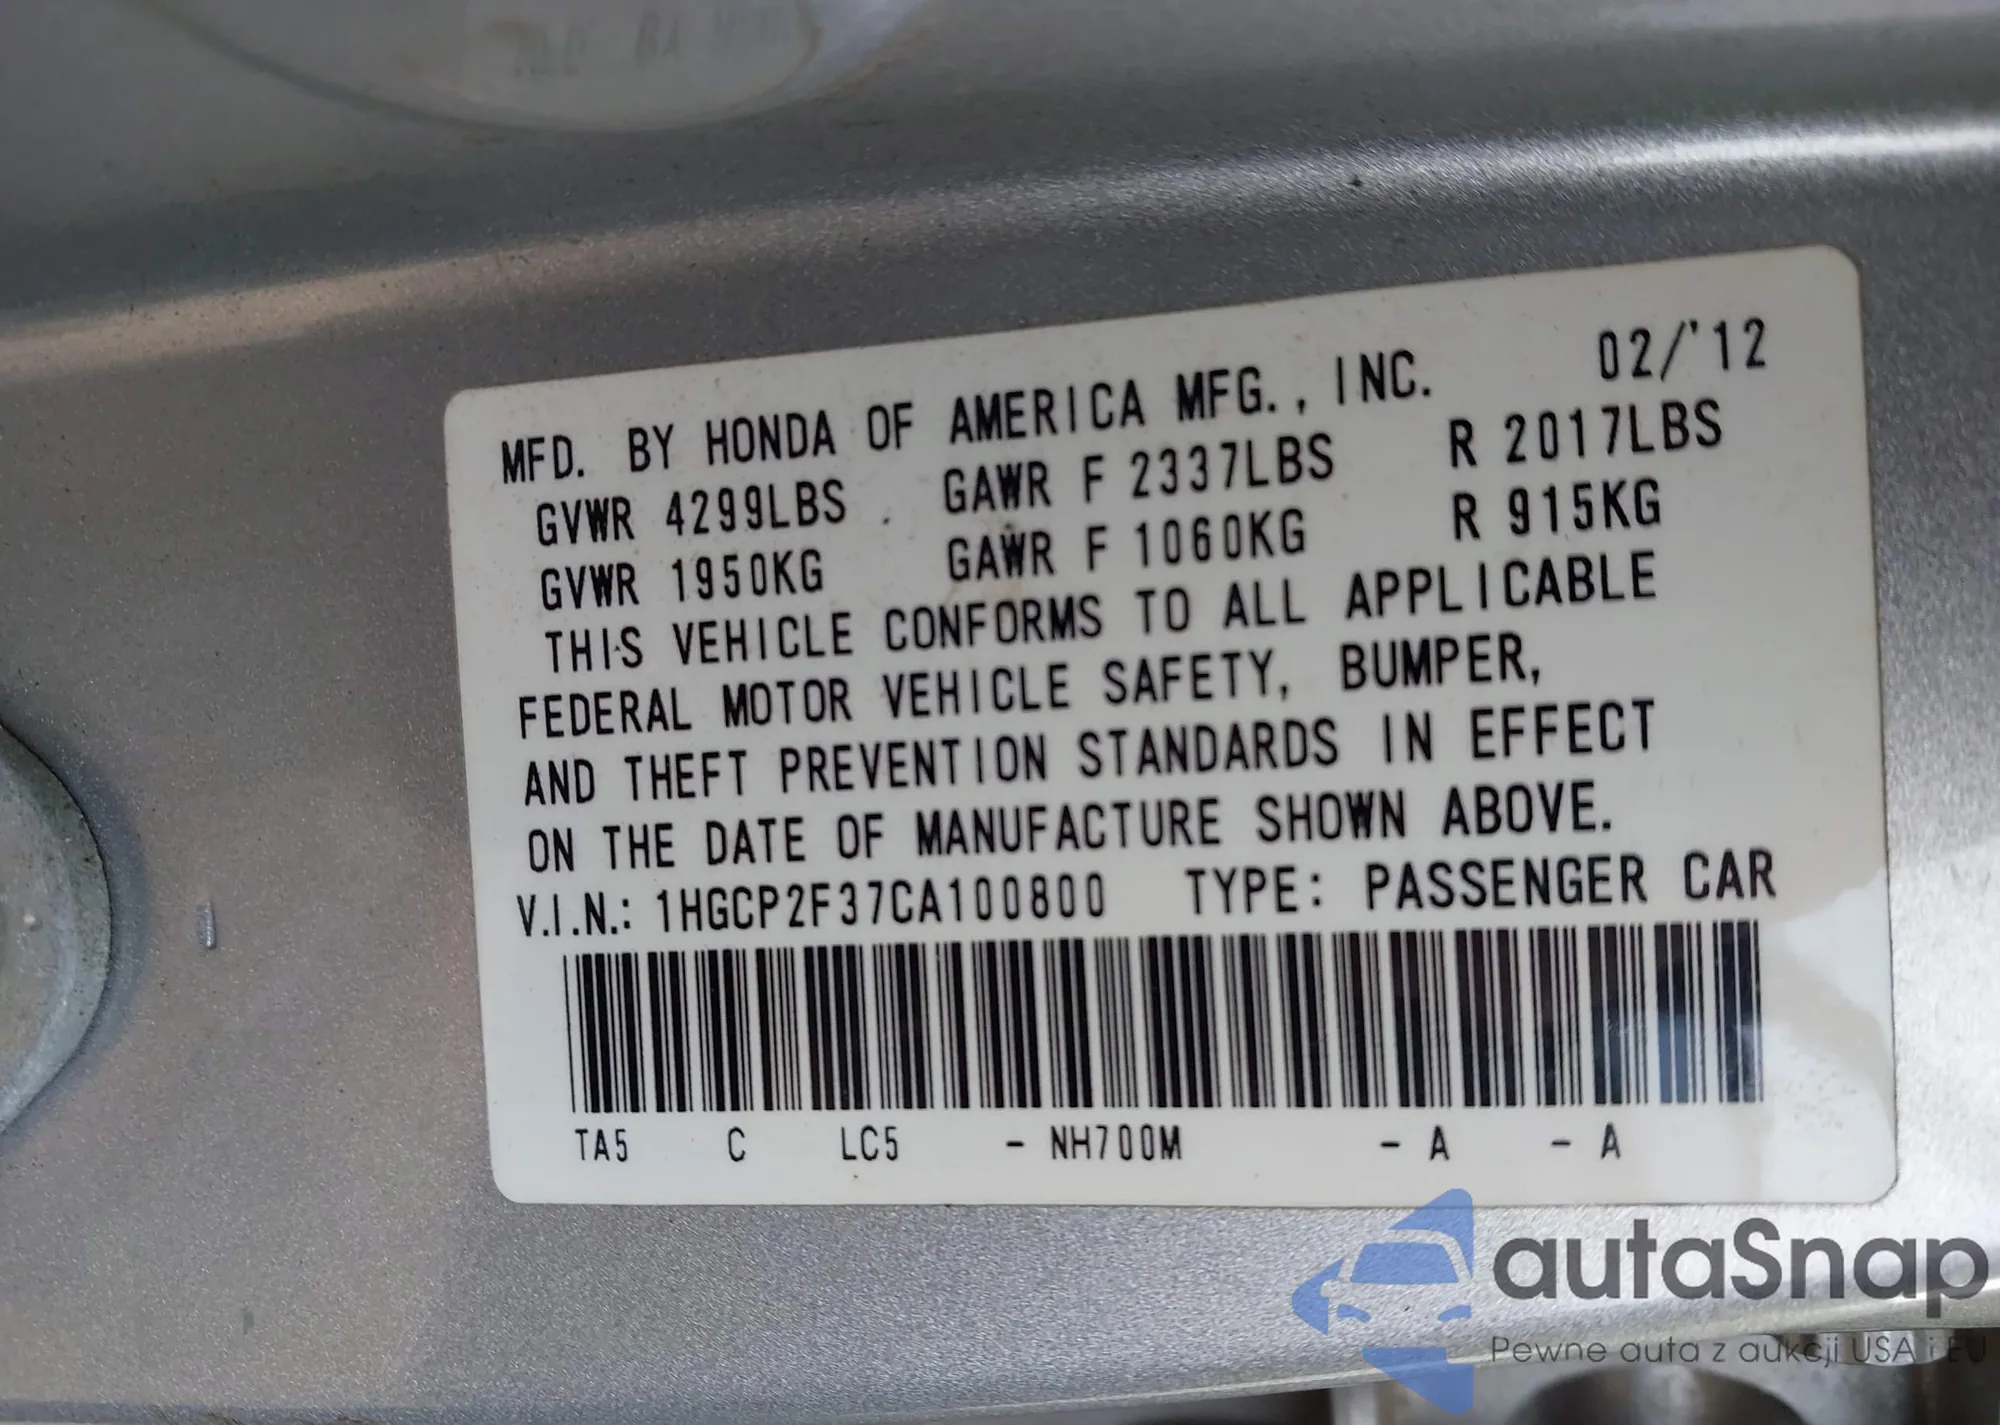 MFD. BY HONDA OF AMERICA MFG., INC. 02/'12
GVWR 4299LBS GAWR F 2337LBS R 2017LBS
GVWR 1950KG GAWR F 1060KG R 915KG
THIS VEHICLE CONFORMS TO ALL APPLICABLE
FEDERAL MOTOR VEHICLE SAFETY, BUMPER,
AND THEFT PREVENTION STANDARDS IN EFFECT
ON THE DATE OF MANUFACTURE SHOWN ABOVE.
V.I.N.: 1HGCP2F37CA100800 TYPE: PASSENGER CAR
TA5 C LC5 - NH700M - A - A
autaSnap
Pewne auta z aukcji USA i EU